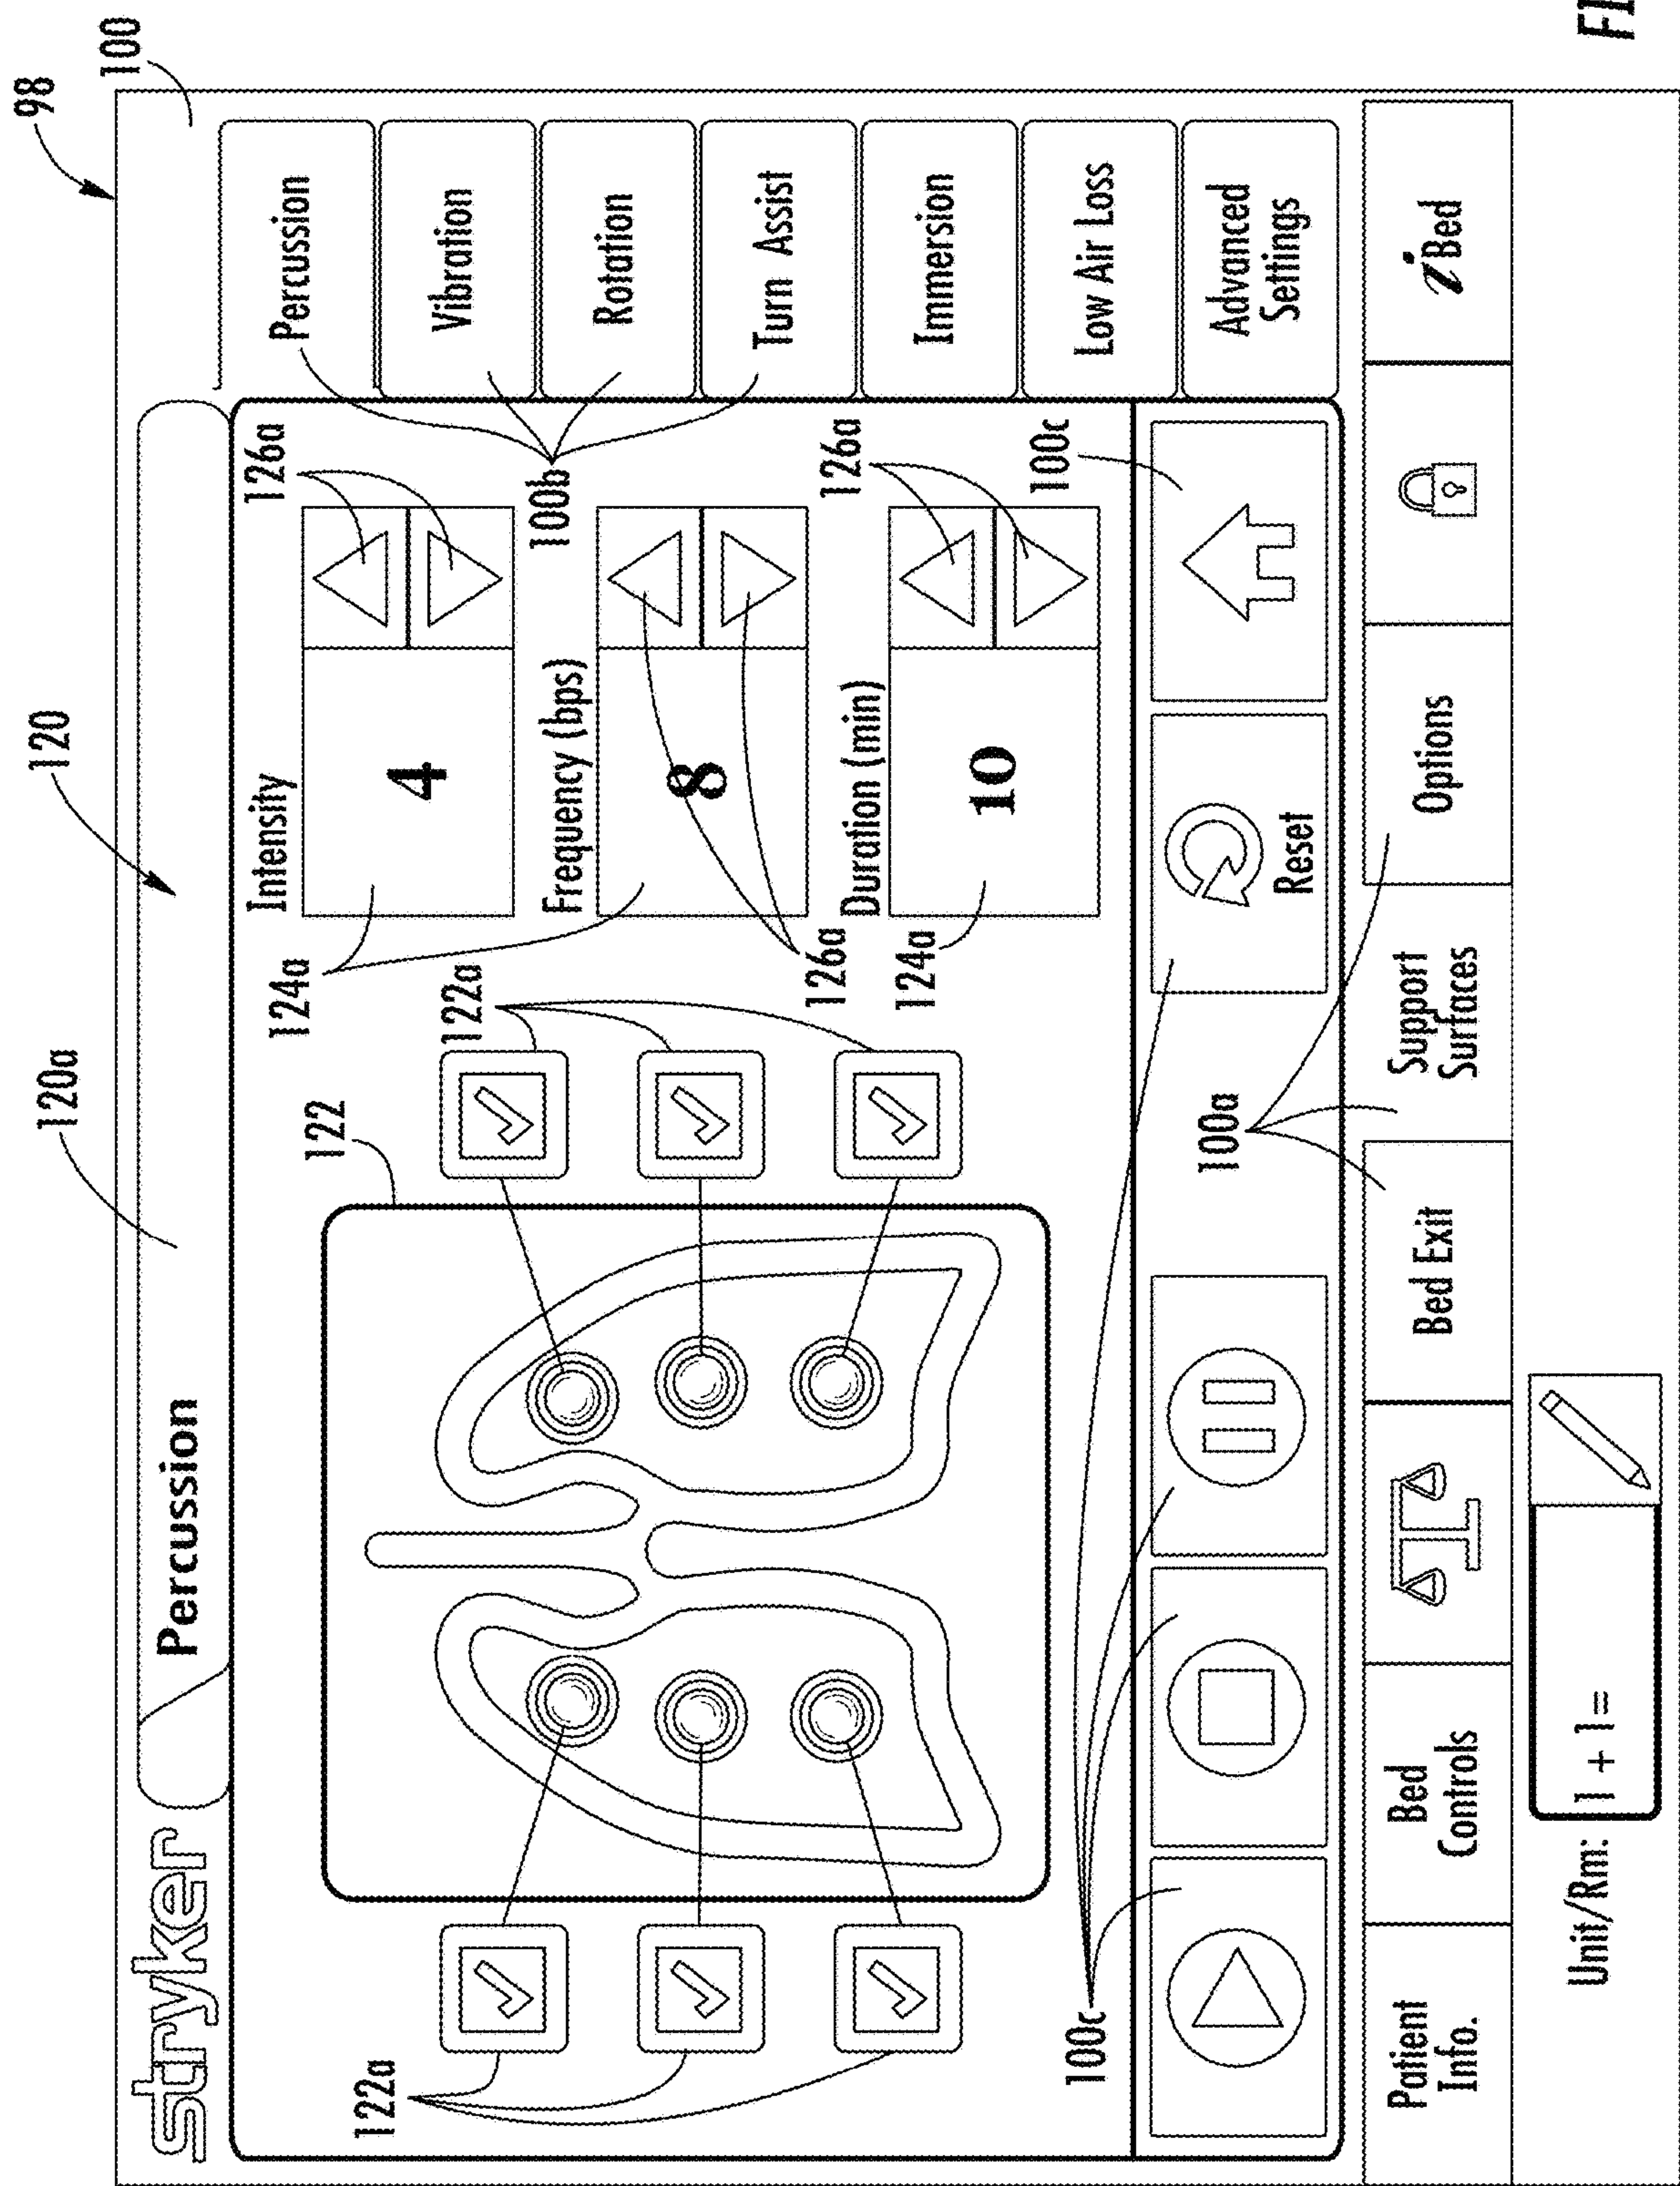 98
120
100
120a
stryker
Percussion
Percussion
Vibration
Rotation
Turn Assist
Immersion
Low Air Loss
Advanced
Settings
100b
122
122a
122a
Intensity
4
124a
126a
Frequency (bps)
8
126a
Duration (min)
10
124a
126a
100c
100c
Reset
100a
Patient
Info.
Bed
Controls
Bed Exit
Support
Surfaces
Options
iBed
Unit/Rm:
1 + 1 =